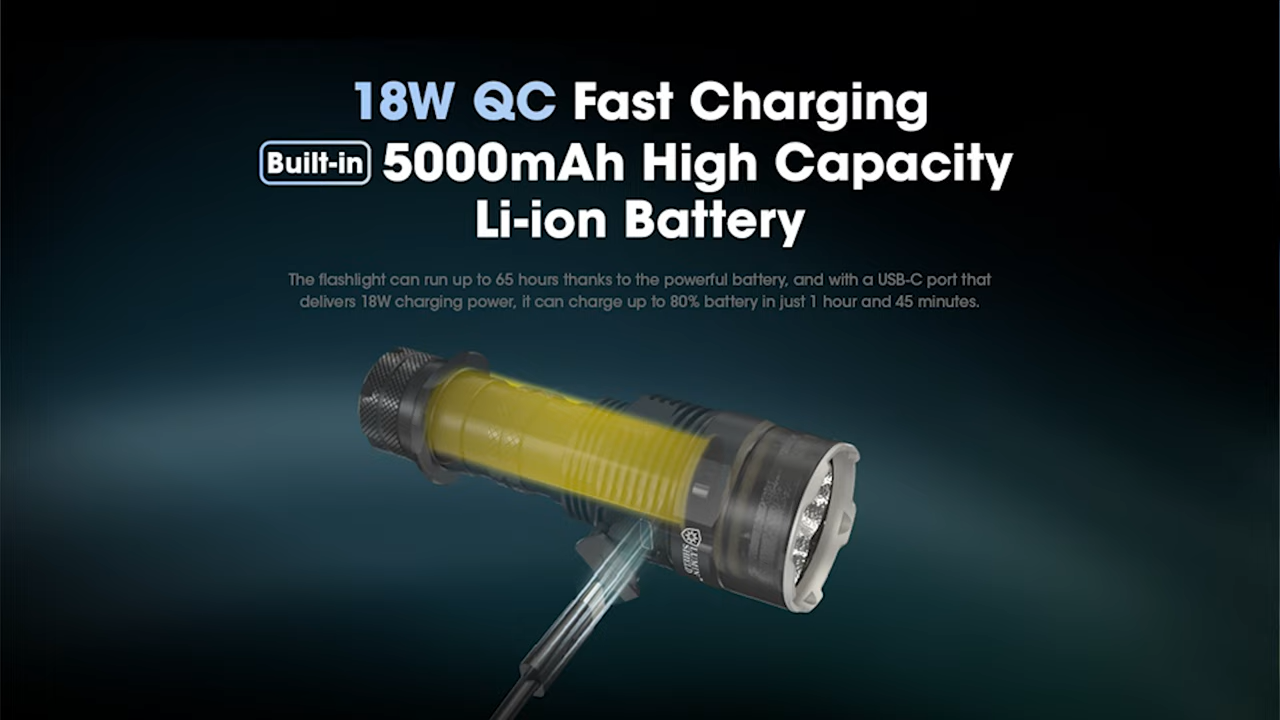 18W QC Fast Charging
Built-in 5000mAh High Capacity
Li-ion Battery
The flashlight can run up to 65 hours thanks to the powerful battery, and with a USB-C port that
delivers 18W charging power, it can charge up to 80% battery in just 1 hour and 45 minutes.
LUMIN
SHIELD